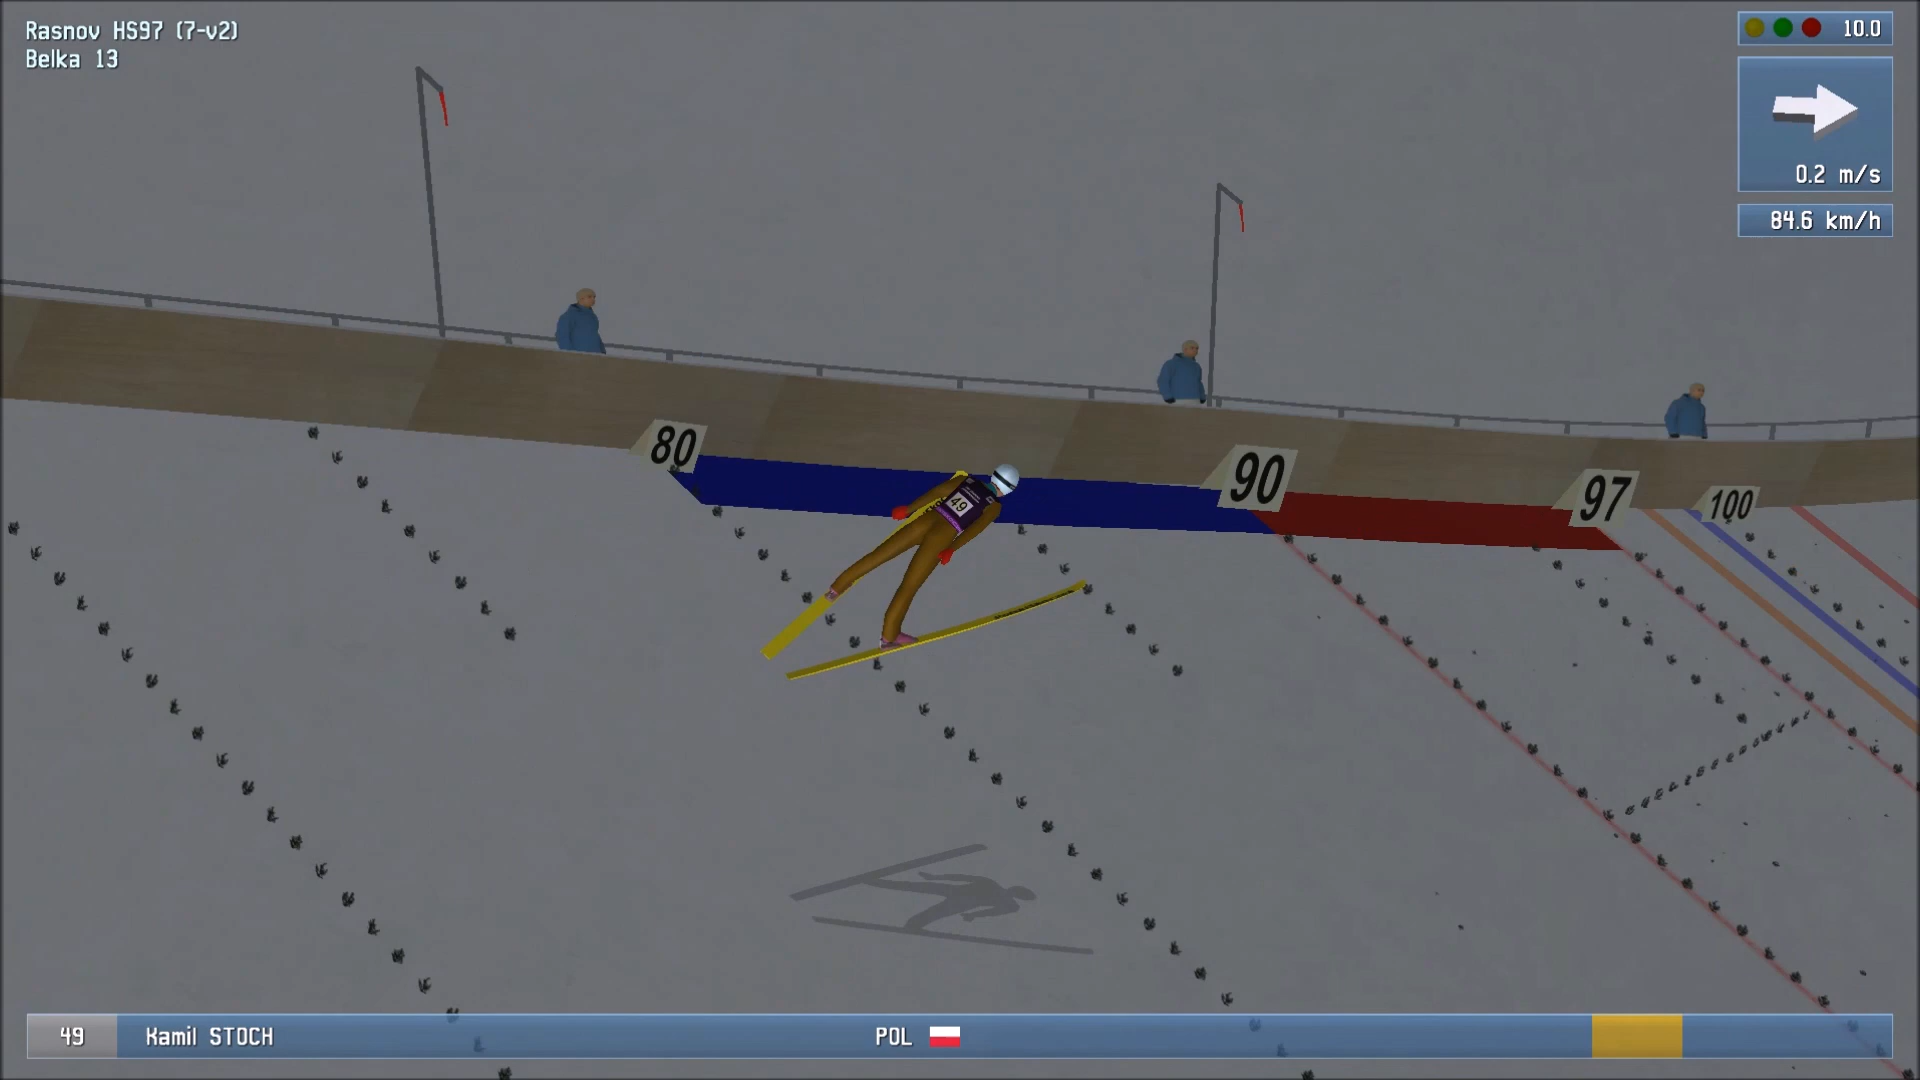 Rasnov HS97 (7-v2)
Belka 13
10.0
0.2 m/s
84.6 km/h
80
90
97
100
49
49 Kamil STOCH POL